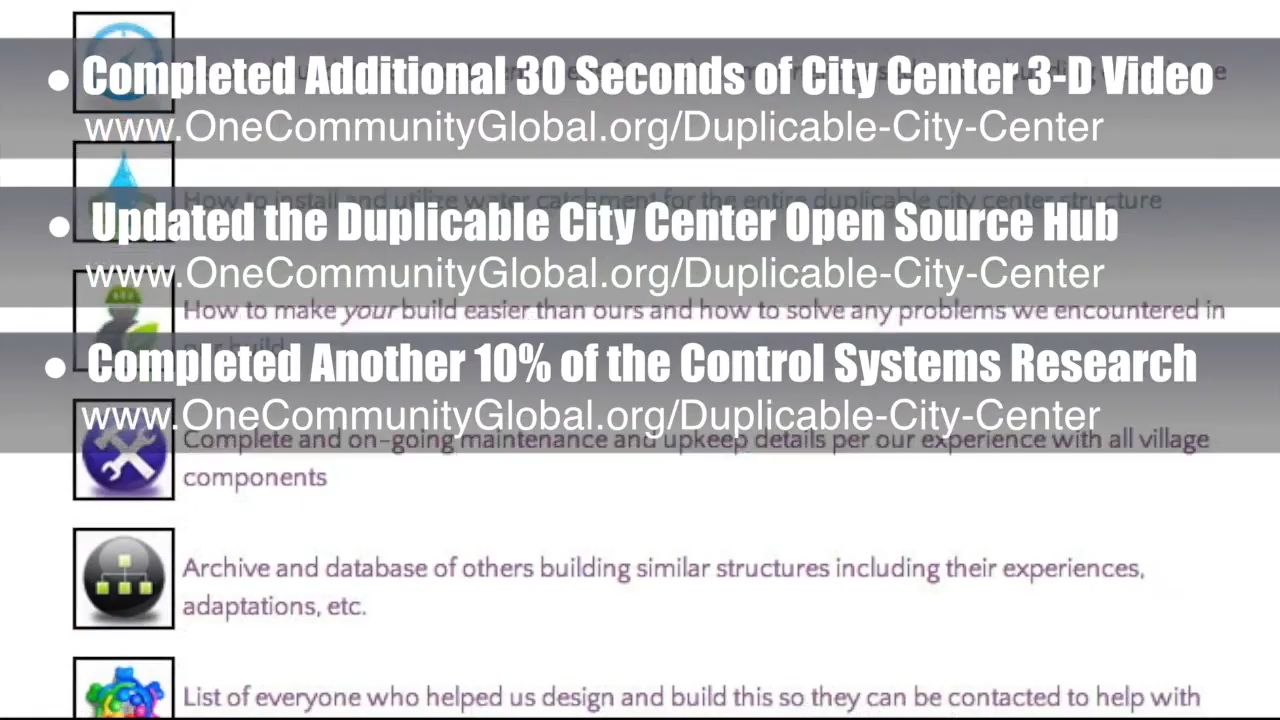 • Completed Additional 30 Seconds of City Center 3-D Video
www.OneCommunityGlobal.org/Duplicable-City-Center
How to install and utilize water catchment for the entire duplicable city center structure
• Updated the Duplicable City Center Open Source Hub
www.OneCommunityGlobal.org/Duplicable-City-Center
How to make your build easier than ours and how to solve any problems we encountered in
our build
• Completed Another 10% of the Control Systems Research
www.OneCommunityGlobal.org/Duplicable-City-Center
Complete and on-going maintenance and upkeep details per our experience with all village
components
Archive and database of others building similar structures including their experiences,
adaptations, etc.
List of everyone who helped us design and build this so they can be contacted to help with